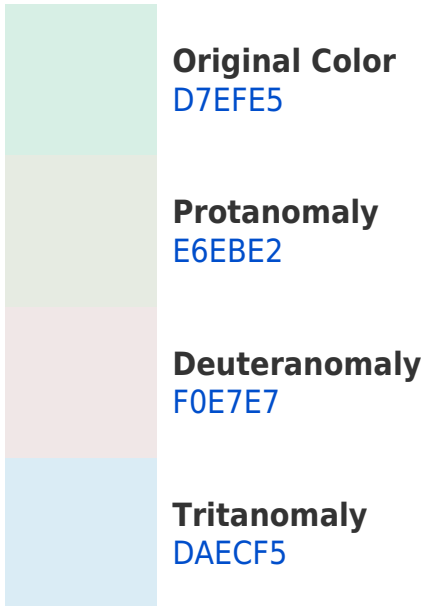 Original Color
D7EFE5
Protanomaly
E6EBE2
Deuteranomaly
F0E7E7
Tritanomaly
DAECF5